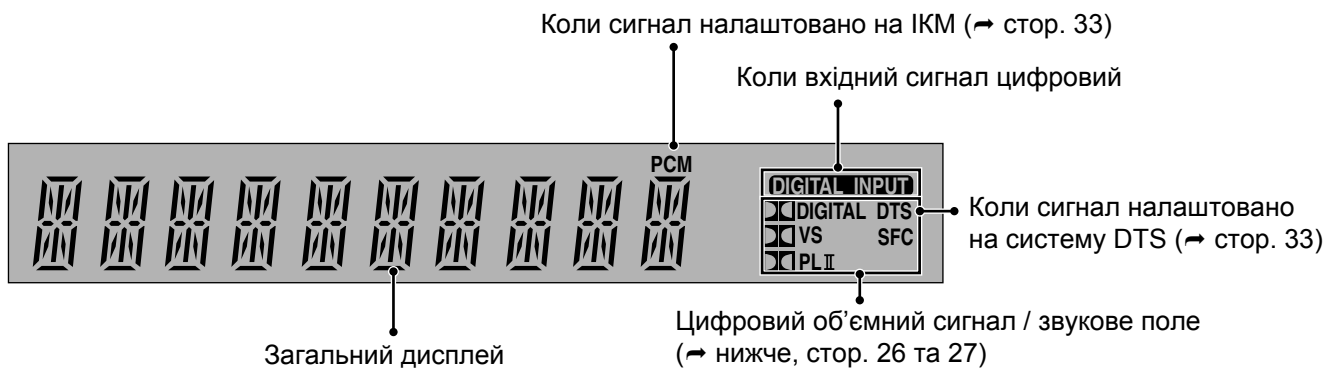 Коли сигнал налаштовано на ІКМ (➦ стор. 33)
Коли вхідний сигнал цифровий
PCM
DIGITAL INPUT
DIGITAL DTS
VS SFC
PL II
Коли сигнал налаштовано
на систему DTS (➦ стор. 33)
Цифровий об’ємний сигнал / звукове поле
(➦ нижче, стор. 26 та 27)
Загальний дисплей